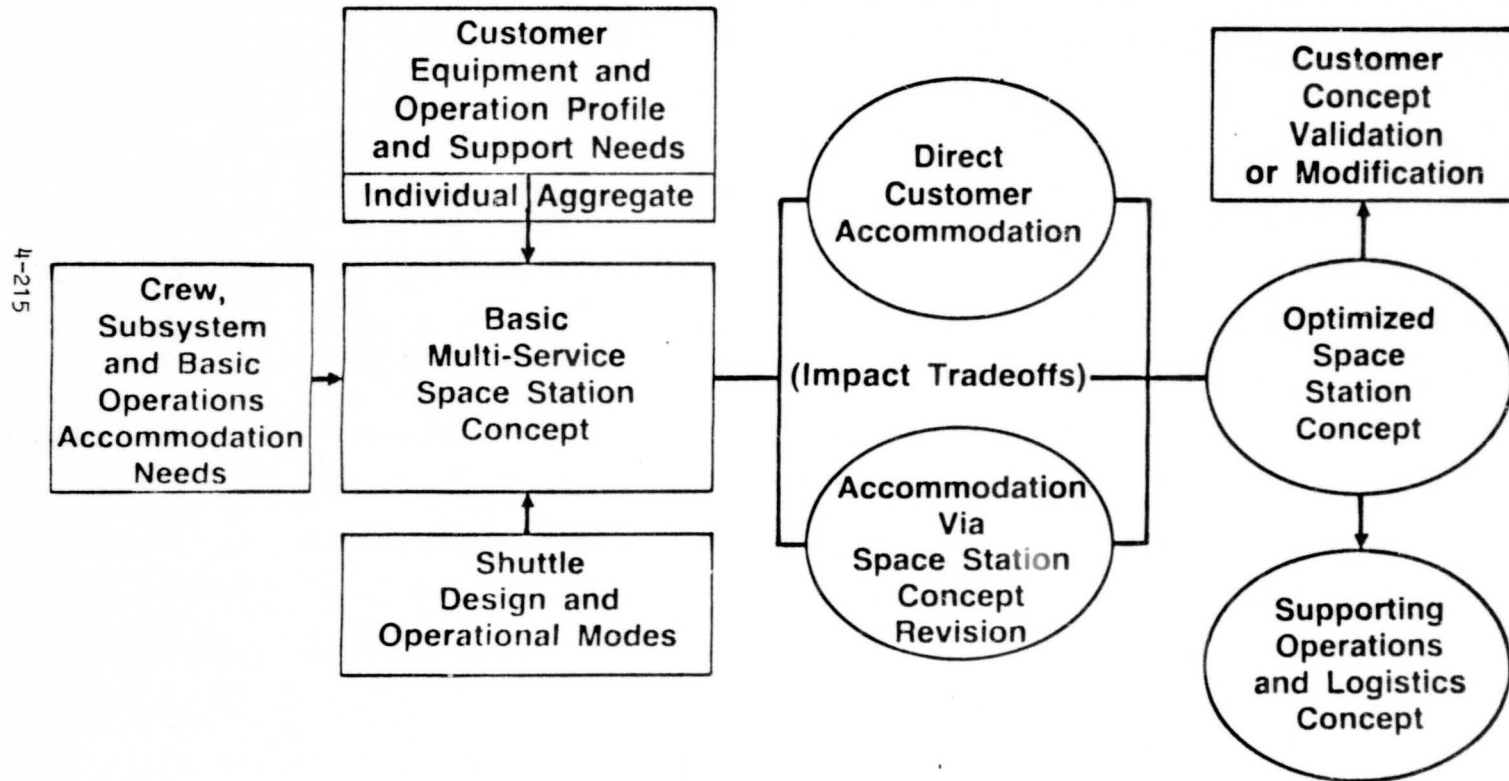 4-215
Customer
Equipment and
Operation Profile
and Support Needs
Individual Aggregate
Crew,
Subsystem
and Basic
Operations
Accommodation
Needs
Basic
Multi-Service
Space Station
Concept
Shuttle
Design and
Operational Modes
Direct
Customer
Accommodation
(Impact Tradeoffs)
Accommodation
Via
Space Station
Concept
Revision
Customer
Concept
Validation
or Modification
Optimized
Space
Station
Concept
Supporting
Operations
and Logistics
Concept